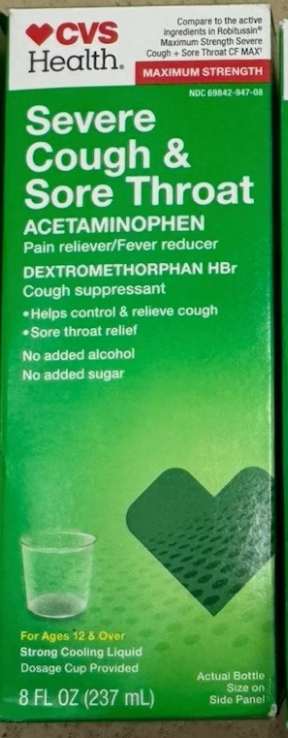 CVS
Health.
Compare to the active
ingredients in Robitussin®
Maximum Strength Severe
Cough + Sore Throat CF MAX†
MAXIMUM STRENGTH
NDC 69842-947-08
Severe
Cough &
Sore Throat
ACETAMINOPHEN
Pain reliever/Fever reducer
DEXTROMETHORPHAN HBr
Cough suppressant
• Helps control & relieve cough
• Sore throat relief
No added alcohol
No added sugar
For Ages 12 & Over
Strong Cooling Liquid
Dosage Cup Provided
8 FL OZ (237 mL)
Actual Bottle
Size on
Side Panel